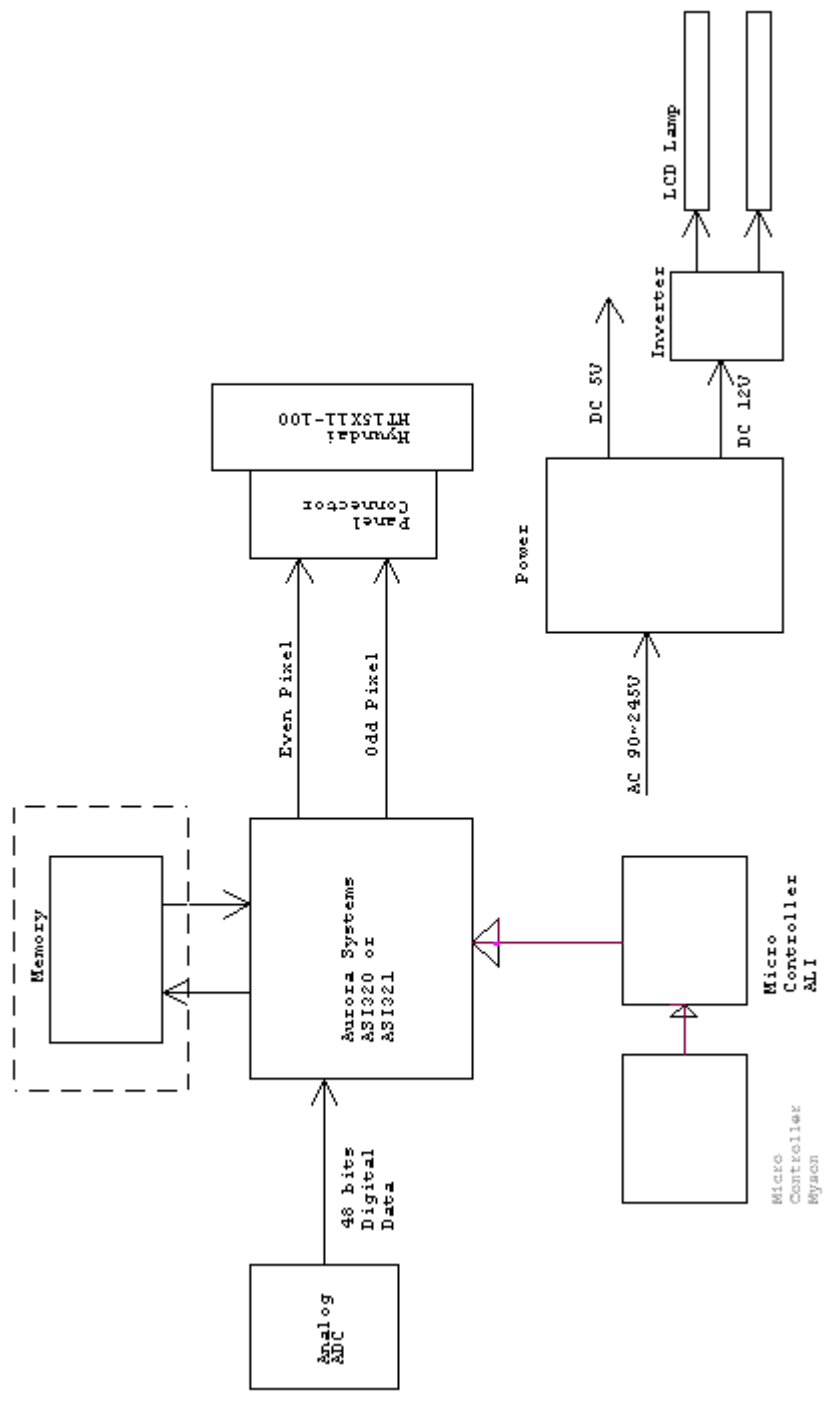 Memory
Analog
ADC
48 bits
Digital
Data
Aurora Systems
ASI320 or
ASI321
Even Pixel
Odd Pixel
Panel
Connector
Hyundai
HT15X11-100
Power
AC 90~245V
DC 5V
DC 12V
Inverter
LCD Lamp
Micro
Controller
Myson
Micro
Controller
ALI